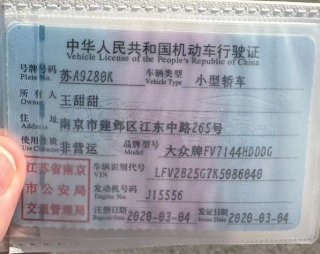 中华人民共和国机动车行驶证
Vehicle License of the People's Republic of China
号牌号码 苏A9Z80K 车辆类型 小型轿车
Plate No. Vehicle Type
所有人 王甜甜
Owner
住址 南京市建邺区江东中路265号
Address
使用性质 非营运 品牌型号 大众牌FV7144HDDDG
Use Character Model
江苏省南京 车辆识别代号 LFV2B25G7K5086040
VIN
市公安局 发动机号码 J15556
Engine No.
交通管理局 注册日期 2020-03-04 发证日期 2020-03-04
Register Date Issue Date